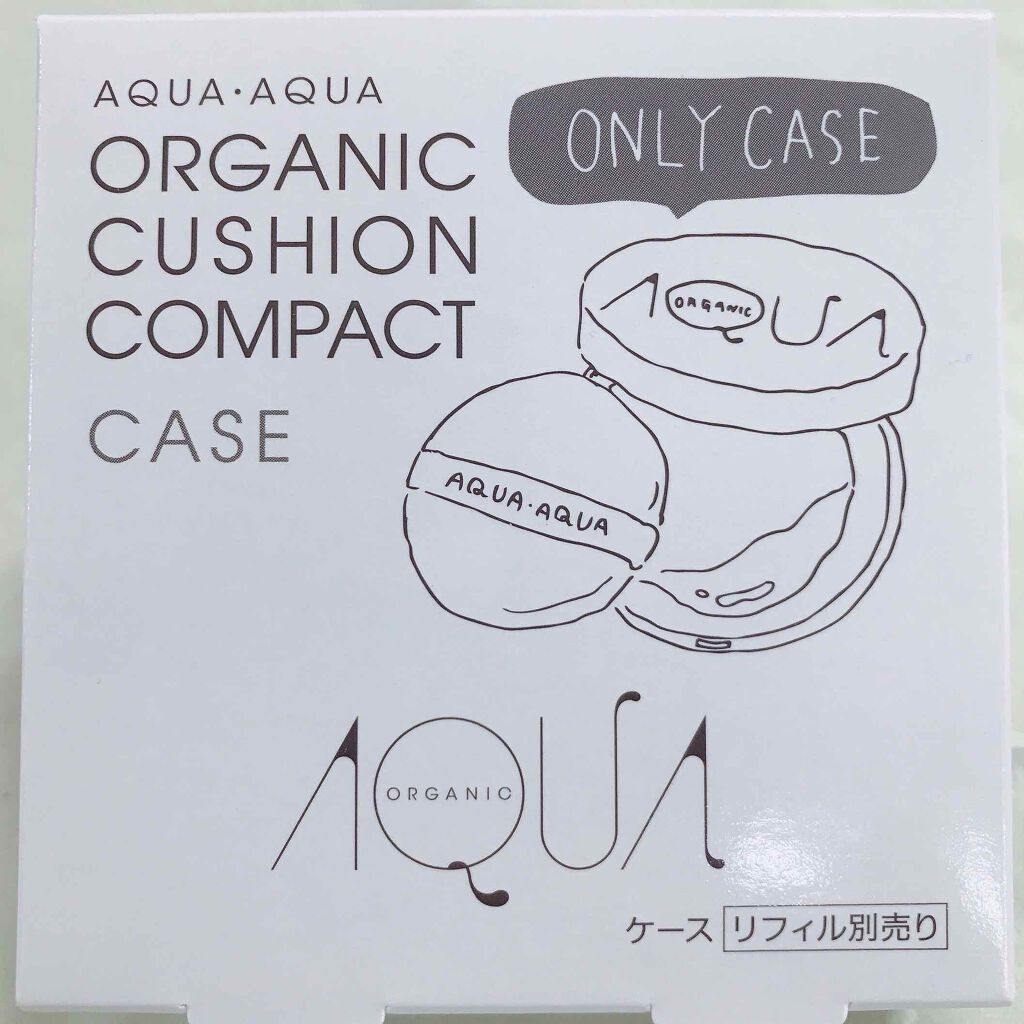 AQUA・AQUA
ORGANIC
CUSHION
COMPACT
CASE
ONLY CASE
AQUA
ORGANIC
AQUA・AQUA
AQUA
ORGANIC
ケース リフィル別売り